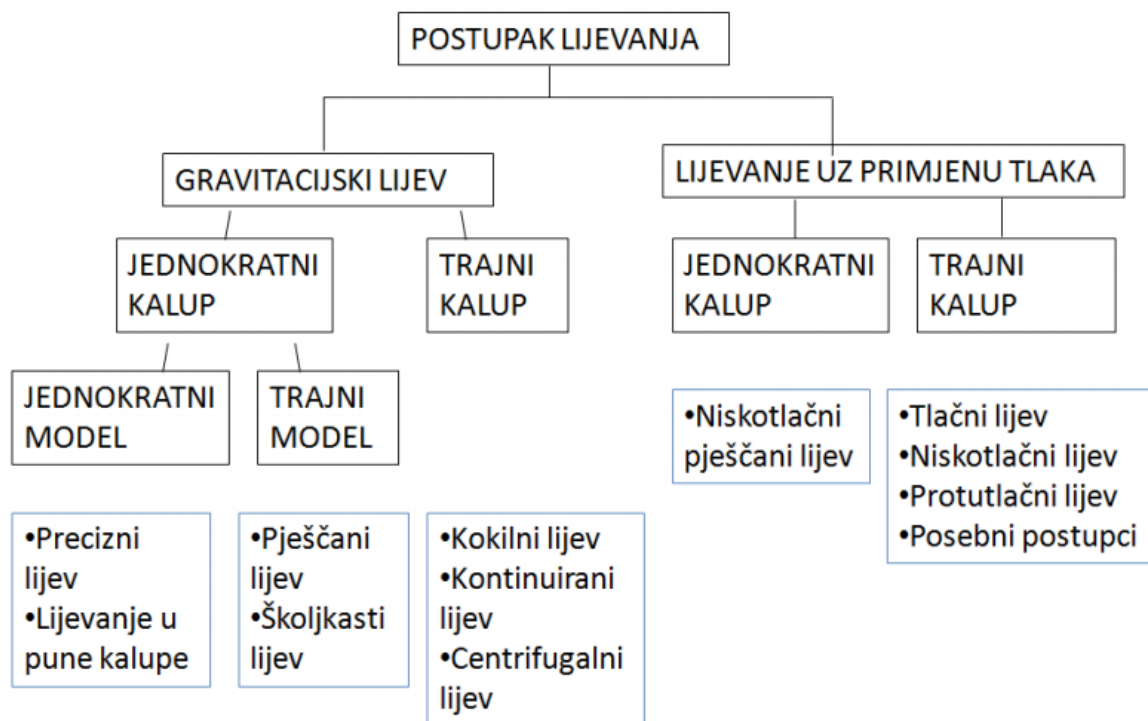 POSTUPAK LIJEVANJA
GRAVITACIJSKI LIJEV
LIJEVANJE UZ PRIMJENU TLAKA
JEDNOKRATNI
KALUP
TRAJNI
KALUP
JEDNOKRATNI
KALUP
TRAJNI
KALUP
JEDNOKRATNI
MODEL
TRAJNI
MODEL
•Niskotlačni
pješčani lijev
•Tlačni lijev
•Niskotlačni lijev
•Protutlačni lijev
•Posebni postupci
•Precizni
lijev
•Lijevanje u
pune kalupe
•Pješčani
lijev
•Školjkasti
lijev
•Kokilni lijev
•Kontinuirani
lijev
•Centrifugalni
lijev